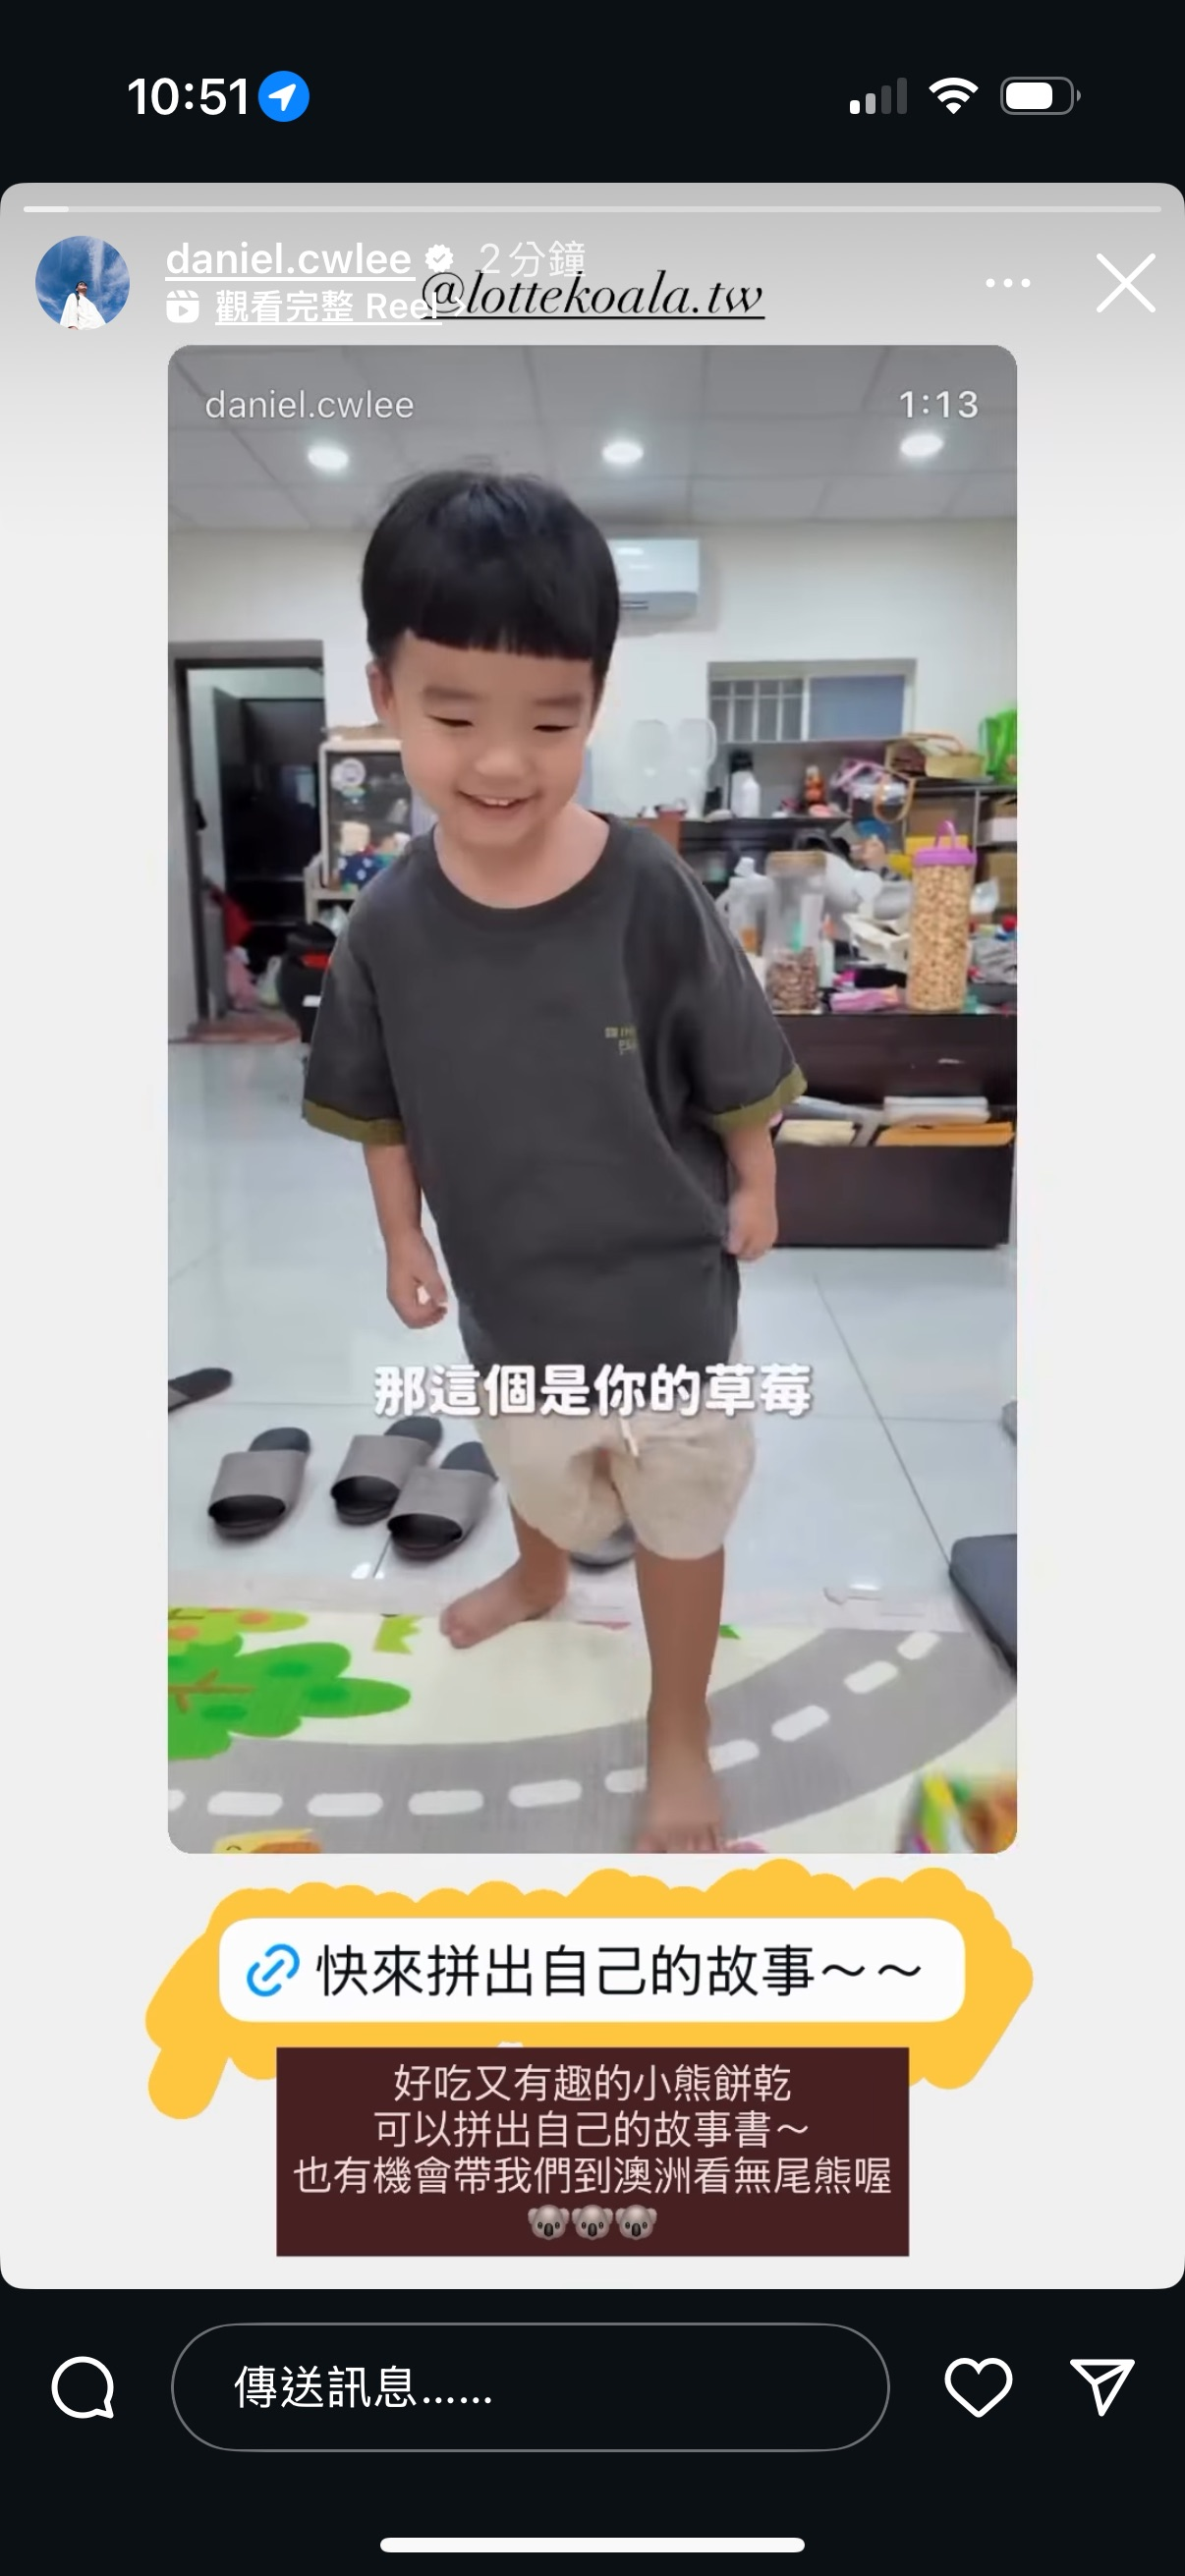 10:51
daniel.cwlee 2分鐘
@lottekoala.tw
觀看完整 Reel
daniel.cwlee
1:13
那這個是你的草莓
快來拼出自己的故事～～
好吃又有趣的小熊餅乾
可以拼出自己的故事書～
也有機會帶我們到澳洲看無尾熊喔
🐨🐨🐨
傳送訊息……